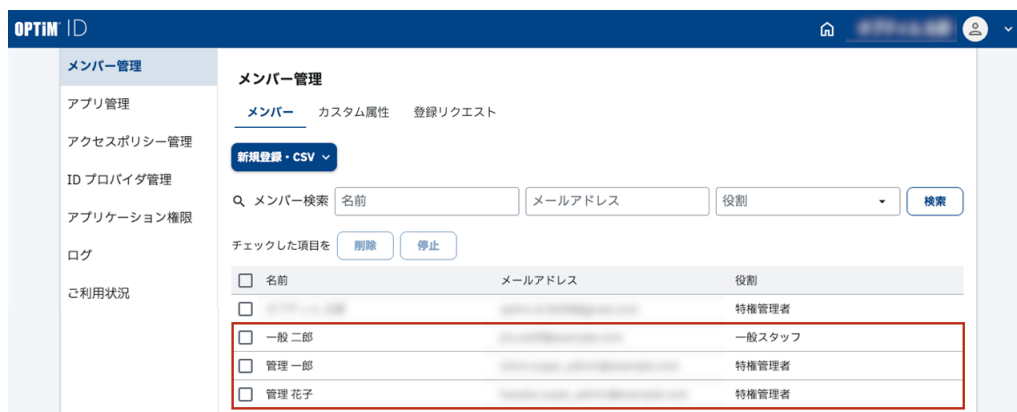 OPTiM ID
メンバー管理
アプリ管理
アクセスポリシー管理
ID プロバイダ管理
アプリケーション権限
ログ
ご利用状況
メンバー管理
メンバー カスタム属性 登録リクエスト
新規登録・CSV
メンバー検索 名前 メールアドレス 役割 検索
チェックした項目を 削除 停止
名前 メールアドレス 役割
特権管理者
一般 二郎 一般スタッフ
管理 一郎 特権管理者
管理 花子 特権管理者